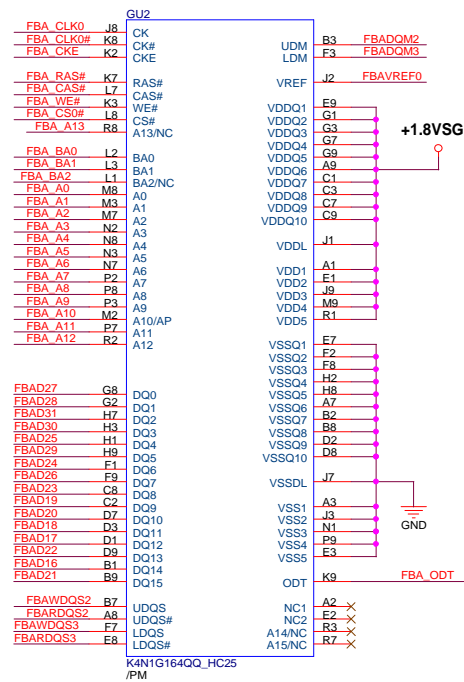 GU2
FBA_CLK0 J8 CK
FBA_CLK0# K8 CK# UDM B3 FBADQM2
FBA_CKE K2 CKE LDM F3 FBADQM3
FBA_RAS# K7 RAS# VREF J2 FBAVREF0
FBA_CAS# L7 CAS#
FBA_WE# K3 WE# VDDQ1 E9
FBA_CS0# L8 CS# VDDQ2 G1
FBA_A13 R8 A13/NC VDDQ3 G3
VDDQ4 G7
+1.8VSG
FBA_BA0 L2 BA0 VDDQ5 G9
FBA_BA1 L3 BA1 VDDQ6 A9
FBA_BA2 L1 BA2/NC VDDQ7 C1
FBA_A0 M8 A0 VDDQ8 C3
FBA_A1 M3 A1 VDDQ9 C7
FBA_A2 M7 A2 VDDQ10 C9
FBA_A3 N2 A3
FBA_A4 N8 A4 VDDL J1
FBA_A5 N3 A5
FBA_A6 N7 A6 VDD1 A1
FBA_A7 P2 A7 VDD2 E1
FBA_A8 P8 A8 VDD3 J9
FBA_A9 P3 A9 VDD4 M9
FBA_A10 M2 A10/AP VDD5 R1
FBA_A11 P7 A11
FBA_A12 R2 A12 VSSQ1 E7
VSSQ2 F2
VSSQ3 F8
VSSQ4 H2
FBAD27 G8 DQ0 VSSQ5 H8
FBAD28 G2 DQ1 VSSQ6 A7
FBAD31 H7 DQ2 VSSQ7 B2
FBAD30 H3 DQ3 VSSQ8 B8
FBAD25 H1 DQ4 VSSQ9 D2
FBAD29 H9 DQ5 VSSQ10 D8
FBAD24 F1 DQ6
FBAD26 F9 DQ7 VSSDL J7
FBAD23 C8 DQ8
FBAD19 C2 DQ9 VSS1 A3
FBAD20 D7 DQ10 VSS2 J3
FBAD18 D3 DQ11 VSS3 N1
GND
FBAD17 D1 DQ12 VSS4 P9
FBAD22 D9 DQ13 VSS5 E3
FBAD16 B1 DQ14
FBAD21 B9 DQ15 ODT K9 FBA_ODT
FBAWDQS2 B7 UDQS NC1 A2
FBARDQS2 A8 UDQS# NC2 E2
FBAWDQS3 F7 LDQS A14/NC R3
FBARDQS3 E8 LDQS# A15/NC R7
K4N1G164QQ_HC25
/PM